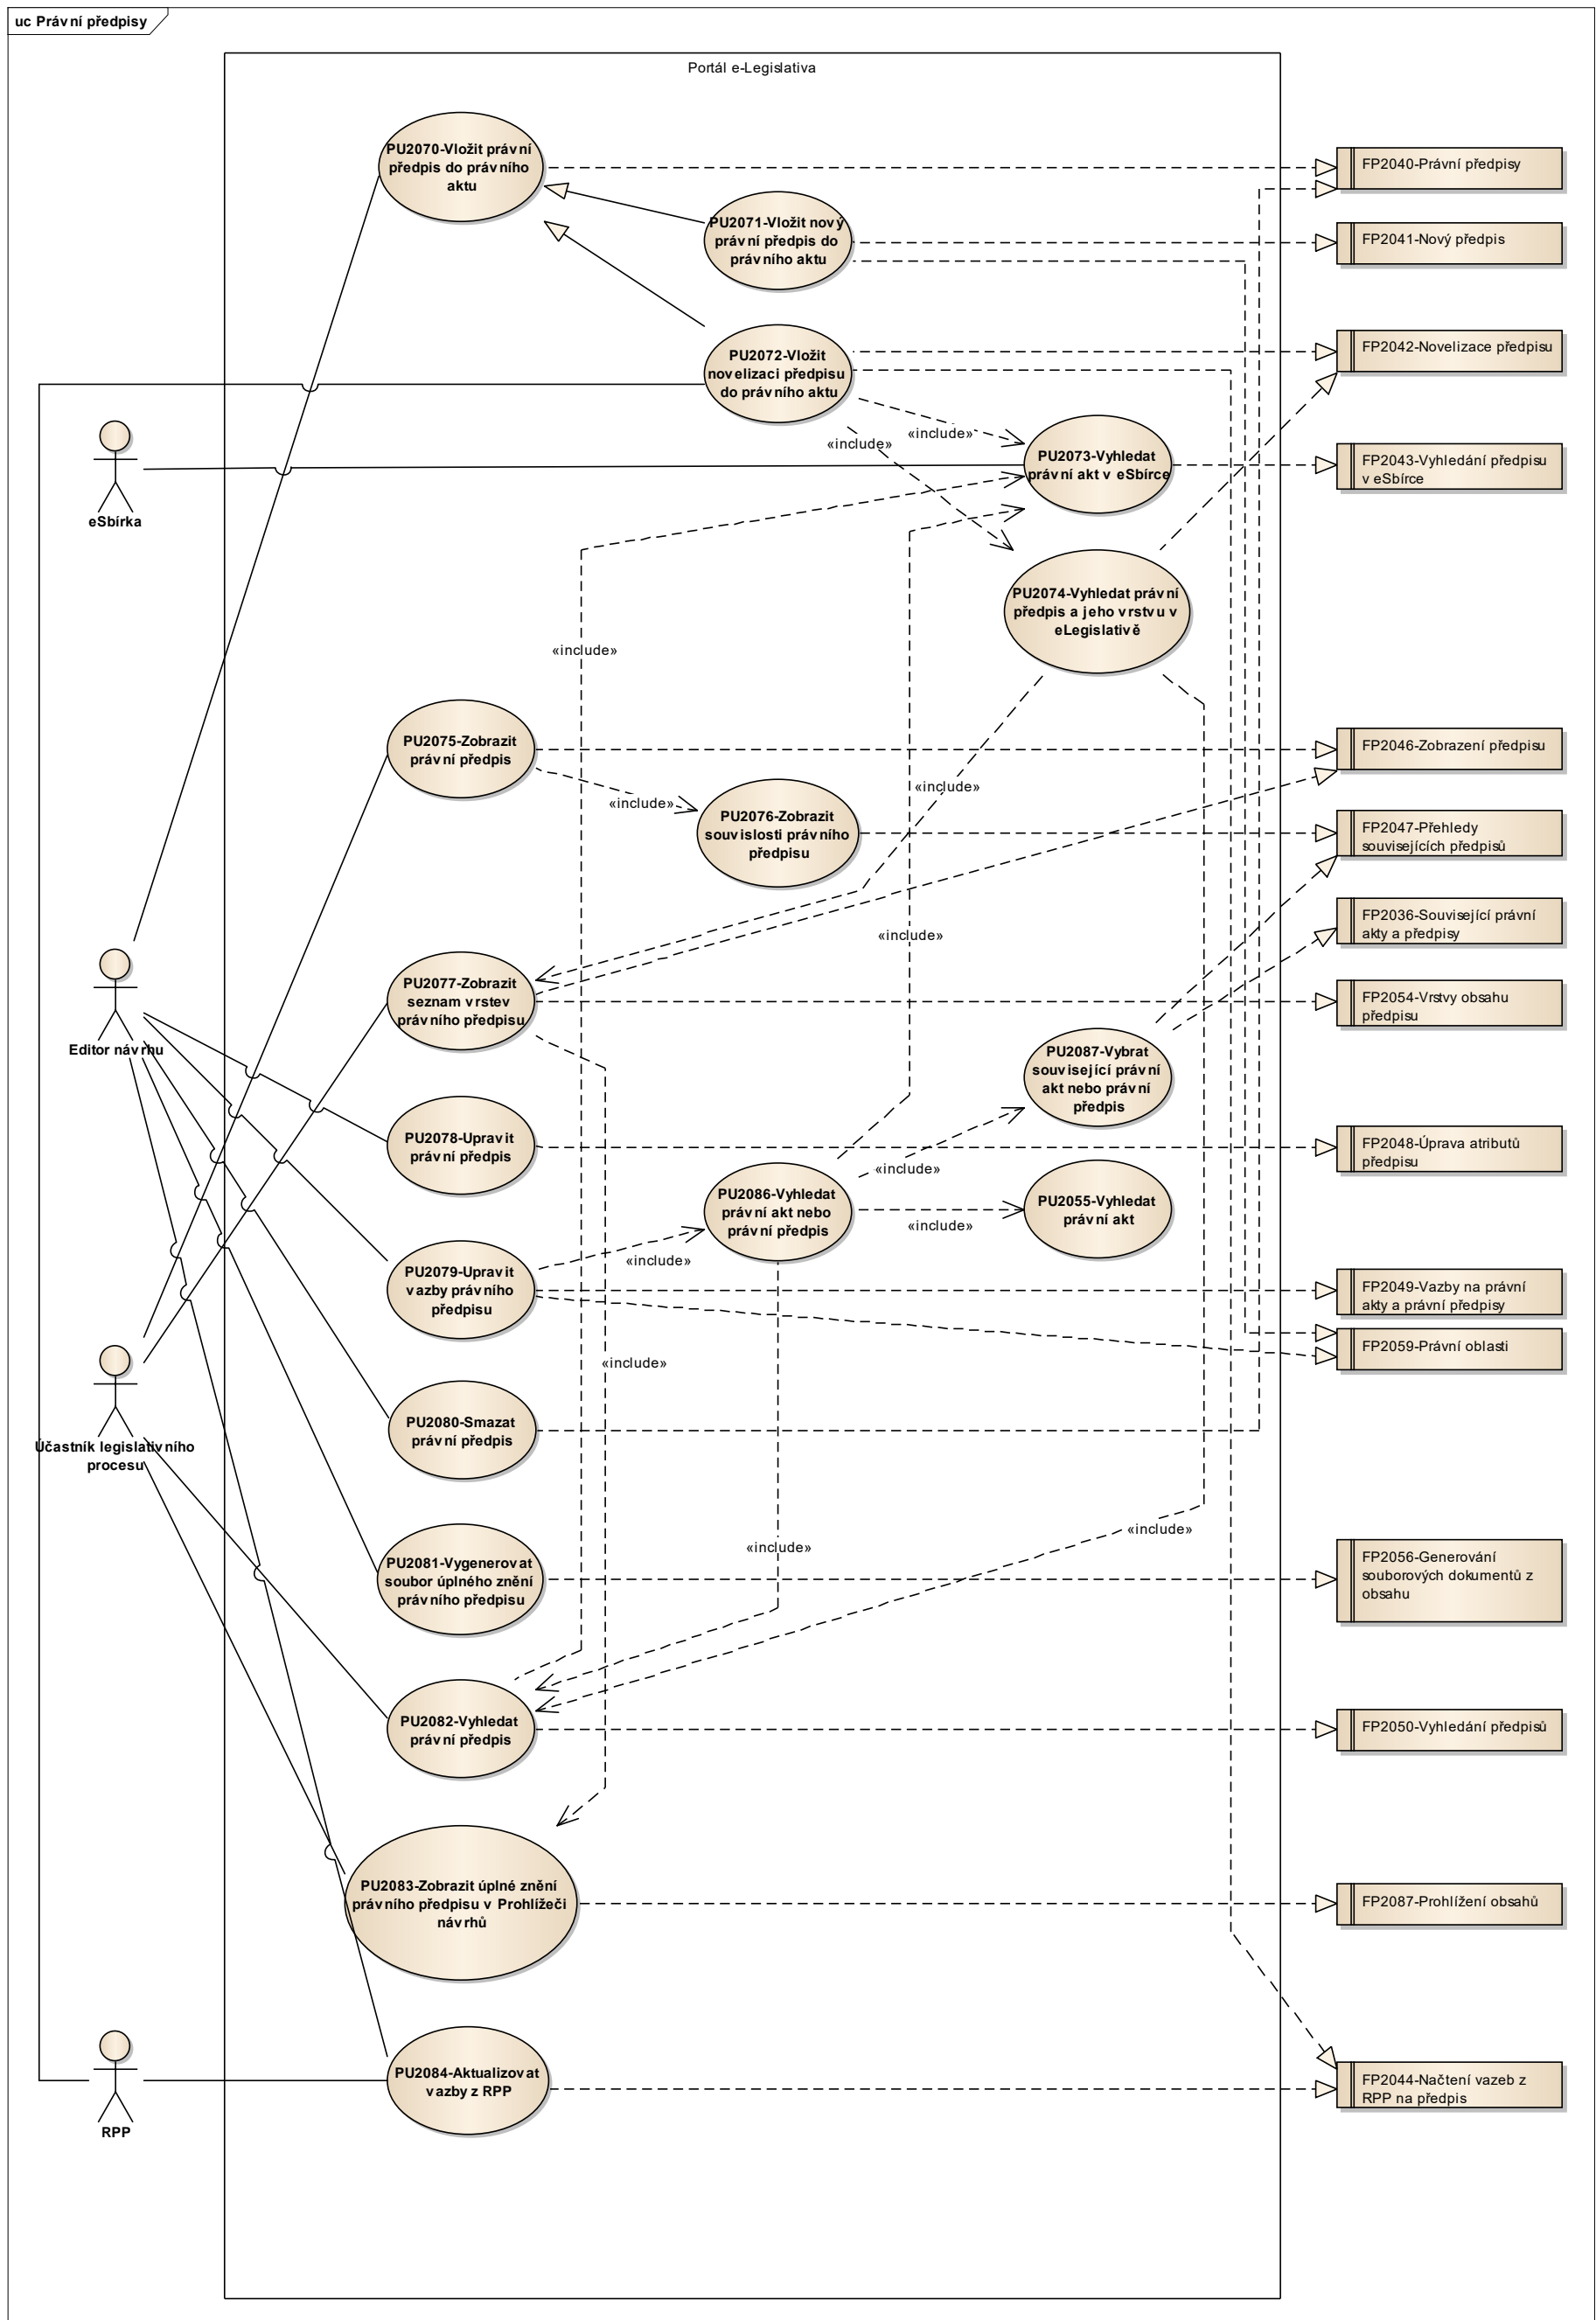 uc Právní předpisy
Portál e-Legislativa
PU2070-Vložit právní
předpis do právního
aktu
FP2040-Právní předpisy
PU2071-Vložit nový
právní předpis do
právního aktu
FP2041-Nový předpis
PU2072-Vložit
novelizaci předpisu
do právního aktu
FP2042-Novelizace předpisu
«include»
«include»
PU2073-Vyhledat
právní akt v eSbírce
FP2043-Vyhledání předpisu
v eSbírce
eSbírka
PU2074-Vyhledat právní
předpis a jeho vrstvu v
eLegislativě
«include»
PU2075-Zobrazit
právní předpis
FP2046-Zobrazení předpisu
«include»
«include»
PU2076-Zobrazit
souvislosti právního
předpisu
FP2047-Přehledy
souvisejících předpisů
FP2036-Související právní
akty a předpisy
«include»
PU2077-Zobrazit
seznam vrstev
právního předpisu
FP2054-Vrstvy obsahu
předpisu
Editor návrhu
PU2087-Vybrat
související právní
akt nebo právní
předpis
PU2078-Upravit
právní předpis
FP2048-Úprava atributů
předpisu
«include»
PU2086-Vyhledat
právní akt nebo
právní předpis
PU2055-Vyhledat
právní akt
«include»
«include»
PU2079-Upravit
vazby právního
předpisu
FP2049-Vazby na právní
akty a právní předpisy
FP2059-Právní oblasti
«include»
PU2080-Smazat
právní předpis
Účastník legislativního
procesu
«include»
«include»
PU2081-Vygenerovat
soubor úplného znění
právního předpisu
FP2056-Generování
souborových dokumentů z
obsahu
PU2082-Vyhledat
právní předpis
FP2050-Vyhledání předpisů
PU2083-Zobrazit úplné znění
právního předpisu v Prohlížeči
návrhů
FP2087-Prohlížení obsahů
PU2084-Aktualizovat
vazby z RPP
FP2044-Načtení vazeb z
RPP na předpis
RPP